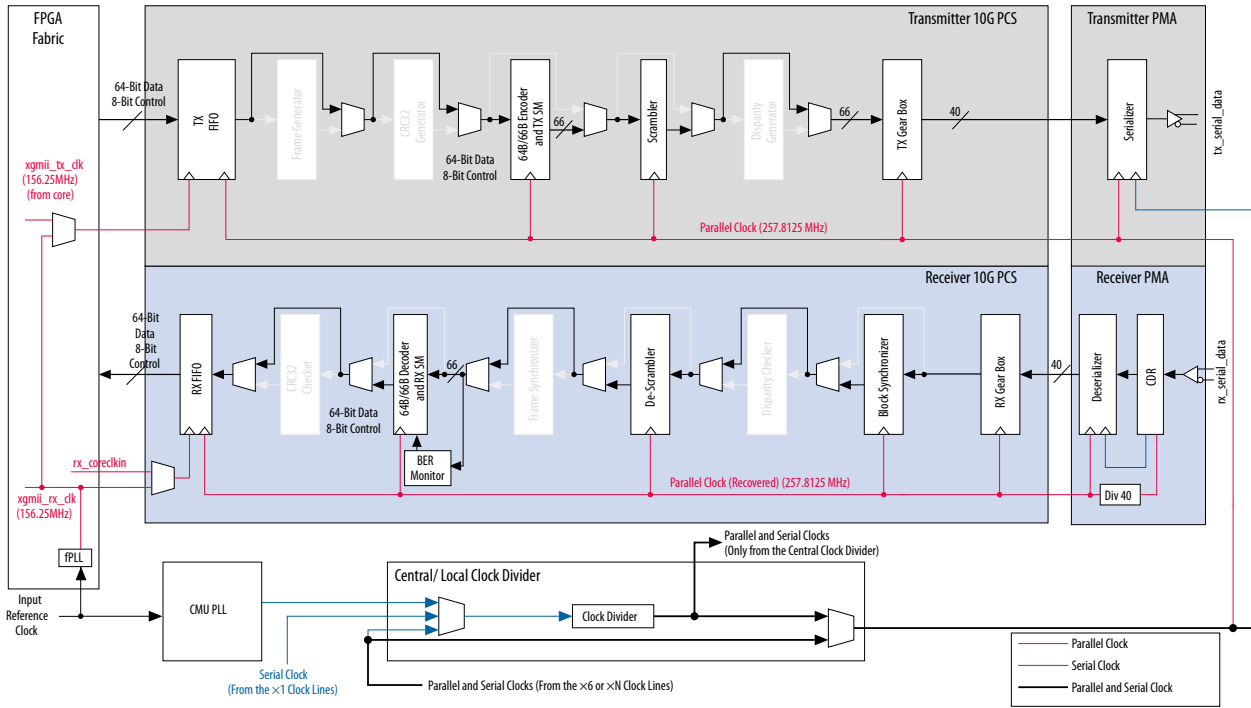 FPGA
Fabric
Transmitter 10G PCS
Transmitter PMA
64-Bit Data
8-Bit Control
TX
FIFO
Frame Generator
CRC32
Generator
64B/66B Encoder
and TX SM
64-Bit Data
8-Bit Control
66
Scrambler
Disparity
Generator
66
TX Gear Box
40
Serializer
tx_serial_data
xgmii_tx_clk
(156.25MHz)
(from core)
Parallel Clock (257.8125 MHz)
Receiver 10G PCS
Receiver PMA
64-Bit
Data
8-Bit
Control
RX FIFO
CRC32
Checker
64-Bit Data
8-Bit Control
64B/66B Decoder
and RX SM
66
Frame Synchronizer
De-Scrambler
Disparity Checker
Block Synchronizer
RX Gear Box
40
Deserializer
CDR
rx_serial_data
BER
Monitor
rx_coreclkin
xgmii_rx_clk
(156.25MHz)
Parallel Clock (Recovered) (257.8125 MHz)
Div 40
fPLL
Input
Reference
Clock
CMU PLL
Parallel and Serial Clocks
(Only from the Central Clock Divider)
Central/ Local Clock Divider
Clock Divider
Serial Clock
(From the ×1 Clock Lines)
Parallel and Serial Clocks (From the ×6 or ×N Clock Lines)
Parallel Clock
Serial Clock
Parallel and Serial Clock